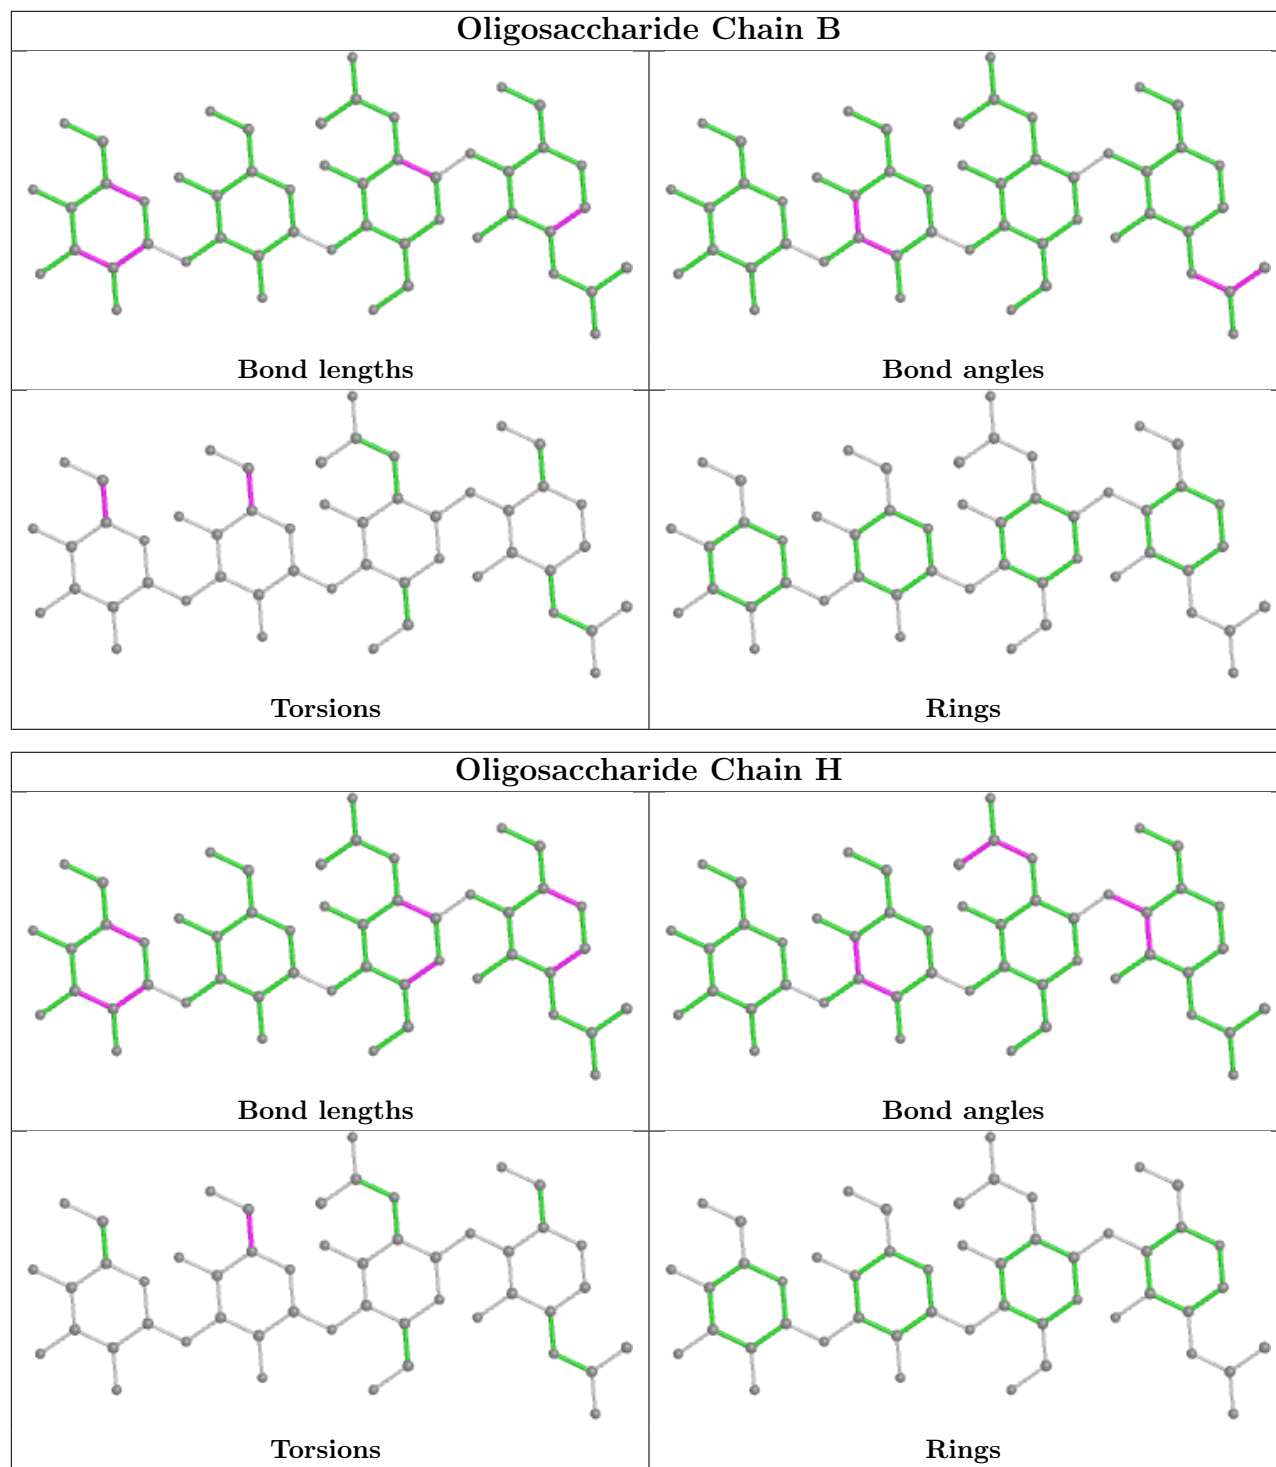 Oligosaccharide Chain B
Bond lengths
Bond angles
Torsions
Rings
Oligosaccharide Chain H
Bond lengths
Bond angles
Torsions
Rings